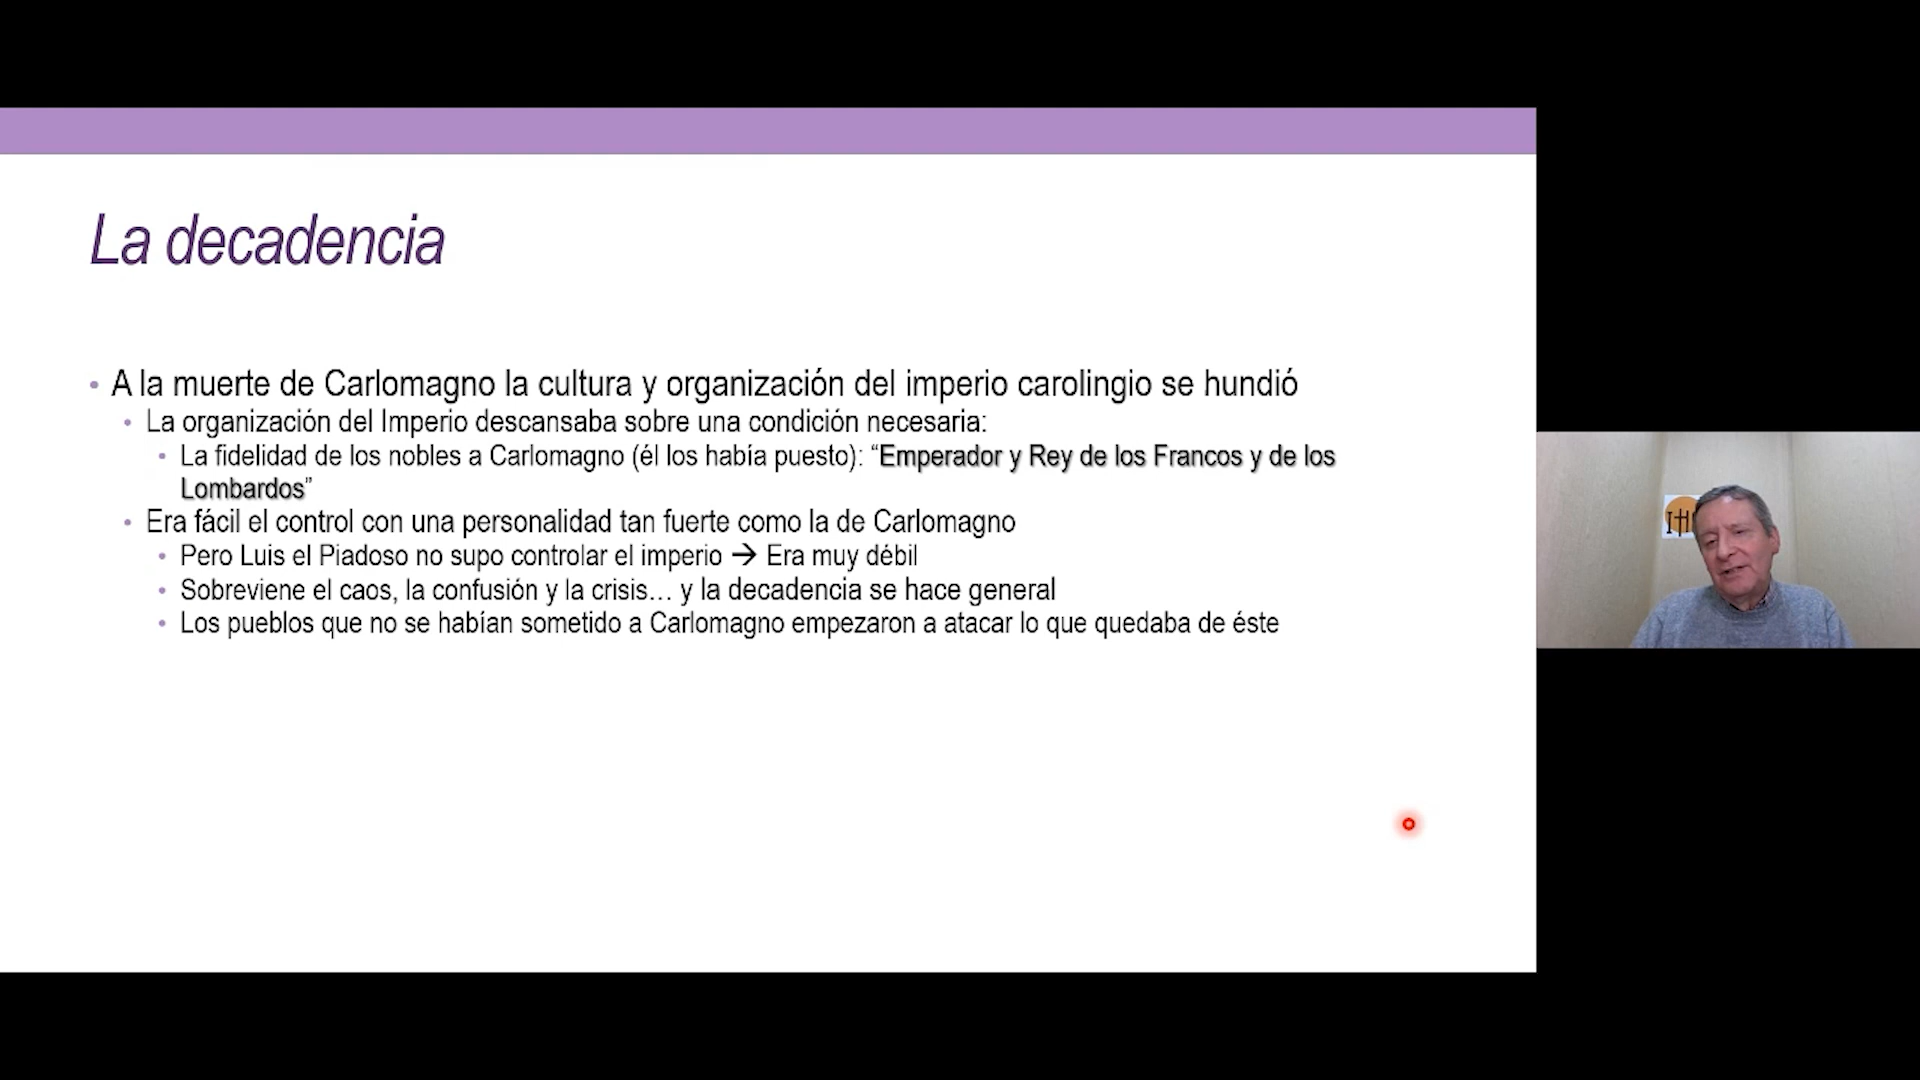 La decadencia
• A la muerte de Carlomagno la cultura y organización del imperio carolingio se hundió
• La organización del Imperio descansaba sobre una condición necesaria:
• La fidelidad de los nobles a Carlomagno (él los había puesto): “Emperador y Rey de los Francos y de los
Lombardos”
• Era fácil el control con una personalidad tan fuerte como la de Carlomagno
• Pero Luis el Piadoso no supo controlar el imperio → Era muy débil
• Sobreviene el caos, la confusión y la crisis… y la decadencia se hace general
• Los pueblos que no se habían sometido a Carlomagno empezaron a atacar lo que quedaba de éste